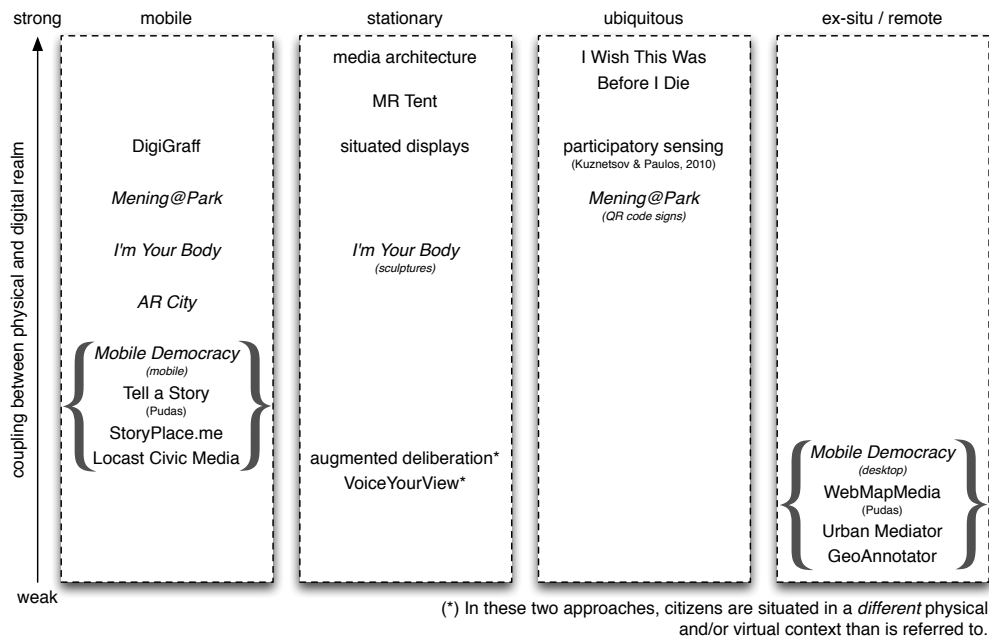 strong
mobile
stationary
ubiquitous
ex-situ / remote
coupling between physical and digital realm
weak
DigiGraff
Mening@Park
I'm Your Body
AR City
Mobile Democracy
(mobile)
Tell a Story
(Pudas)
StoryPlace.me
Locast Civic Media
media architecture
MR Tent
situated displays
I'm Your Body
(sculptures)
augmented deliberation*
VoiceYourView*
I Wish This Was
Before I Die
participatory sensing
(Kuznetsov & Paulos, 2010)
Mening@Park
(QR code signs)
Mobile Democracy
(desktop)
WebMapMedia
(Pudas)
Urban Mediator
GeoAnnotator
(*) In these two approaches, citizens are situated in a different physical
and/or virtual context than is referred to.